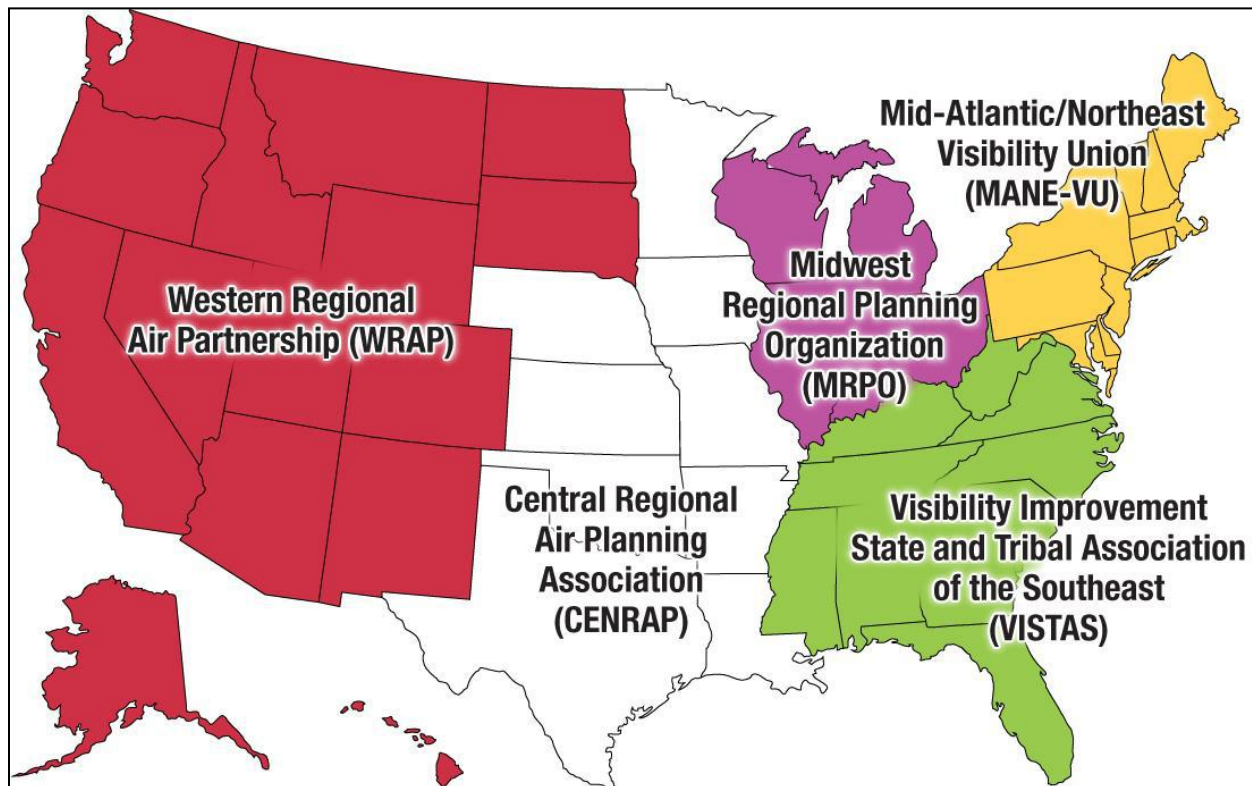 Mid-Atlantic/Northeast
Visibility Union
(MANE-VU)
Midwest
Regional Planning
Organization
(MRPO)
Western Regional
Air Partnership (WRAP)
Central Regional
Air Planning
Association
(CENRAP)
Visibility Improvement
State and Tribal Association
of the Southeast
(VISTAS)